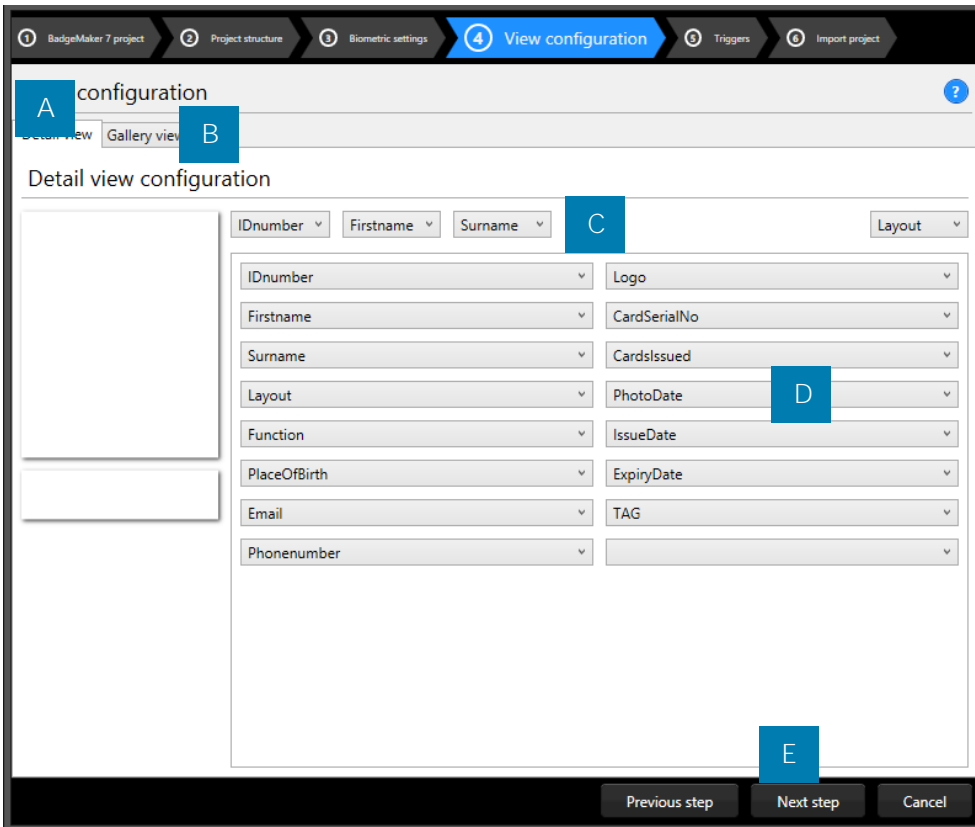 1 BadgeMaker 7 project 2 Project structure 3 Biometric settings 4 View configuration 5 Triggers 6 Import project
A configuration ?
view Gallery view B
Detail view configuration
IDnumber Firstname Surname C Layout
IDnumber Logo
Firstname CardSerialNo
Surname CardsIssued
Layout PhotoDate D
Function IssueDate
PlaceOfBirth ExpiryDate
Email TAG
Phonenumber
E
Previous step Next step Cancel